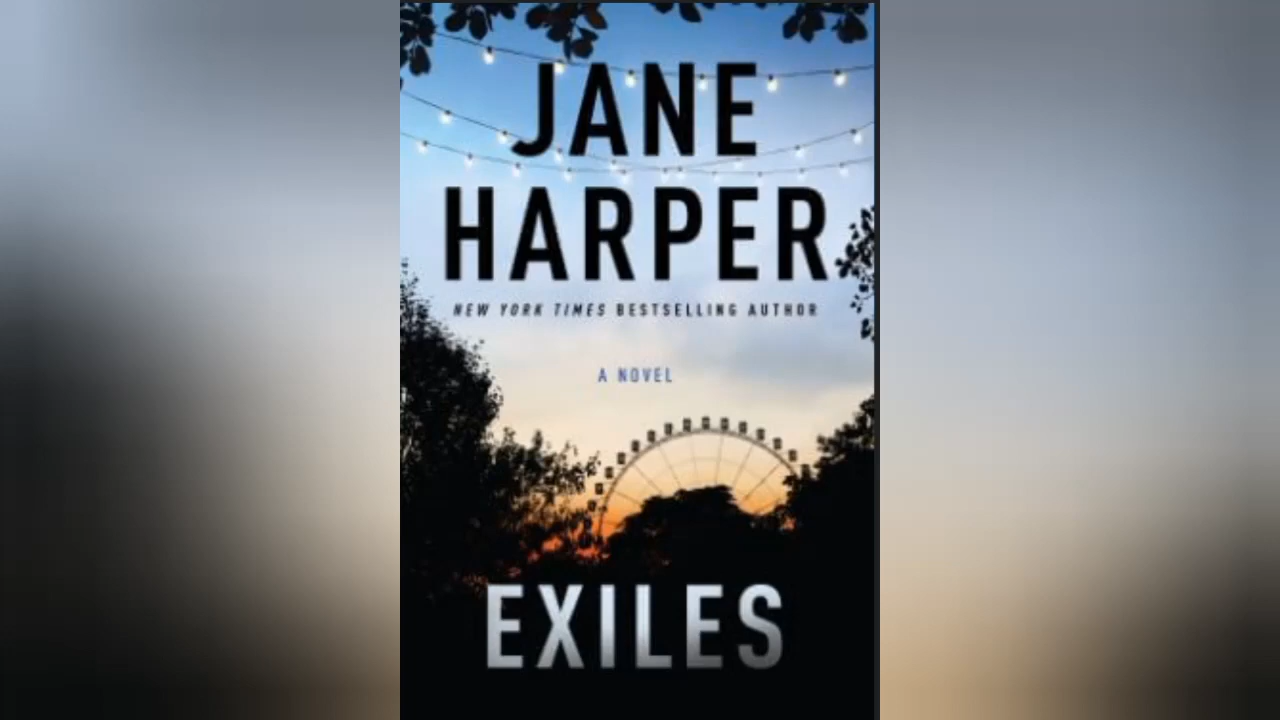 JANE
HARPER
NEW YORK TIMES BESTSELLING AUTHOR
A NOVEL
EXILES